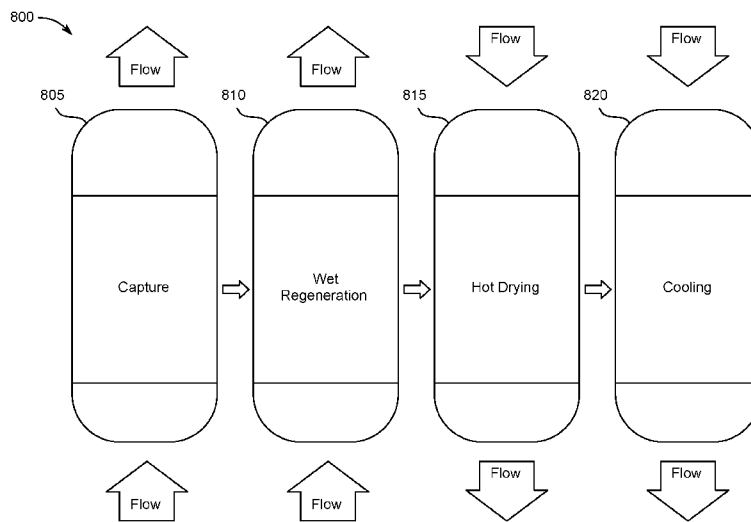 800
Flow
Flow
Flow
Flow
805
810
815
820
Capture
Wet
Regeneration
Hot Drying
Cooling
Flow
Flow
Flow
Flow